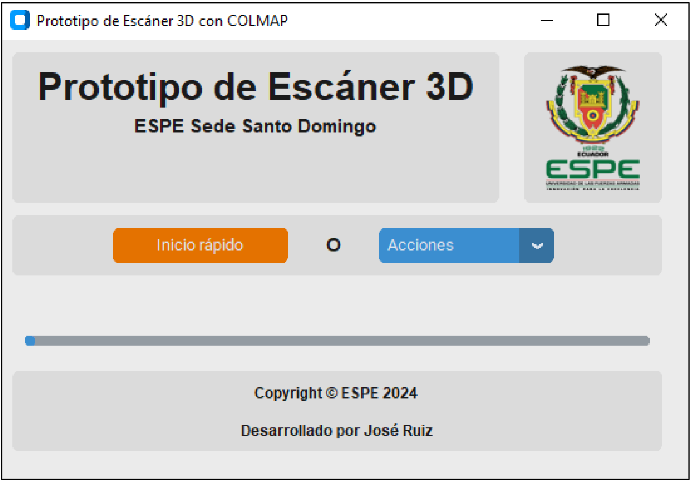 Prototipo de Escáner 3D con COLMAP
Prototipo de Escáner 3D
ESPE Sede Santo Domingo
1922
ECUADOR
ESPE
UNIVERSIDAD DE LAS FUERZAS ARMADAS
INNOVACIÓN PARA LA EXCELENCIA
Inicio rápido
O
Acciones
Copyright © ESPE 2024
Desarrollado por José Ruiz